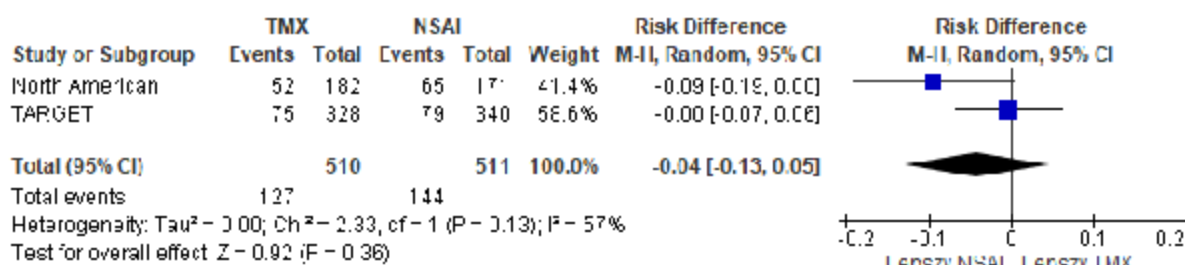 TMX NSAI Risk Difference Risk Difference
Study or Subgroup Events Total Events Total Weight M-H, Random, 95% CI M-H, Random, 95% CI
North American 52 182 65 171 41.4% -0.09 [-0.19, 0.00]
TARGET 75 328 79 340 58.6% -0.00 [-0.07, 0.06]
Total (95% CI) 510 511 100.0% -0.04 [-0.13, 0.05]
Total events 127 144
Heterogeneity: Tau² = 0.00; Chi² = 2.33, df = 1 (P = 0.13); I² = 57%
Test for overall effect: Z = 0.92 (P = 0.36)
-0.2 -0.1 0 0.1 0.2
Lepszy NSAI Lepszy TMX